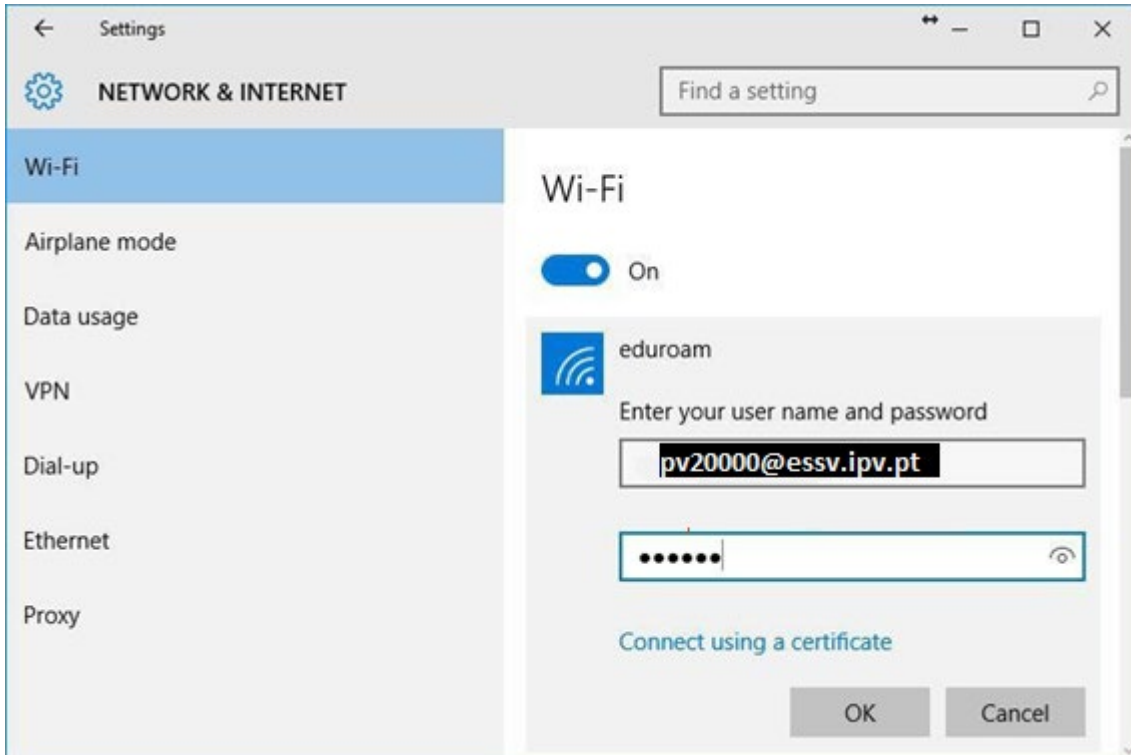 Settings
NETWORK & INTERNET
Find a setting
Wi-Fi
Airplane mode
Data usage
VPN
Dial-up
Ethernet
Proxy
Wi-Fi
On
eduroam
Enter your user name and password
pv20000@essv.ipv.pt
••••••
Connect using a certificate
OK Cancel